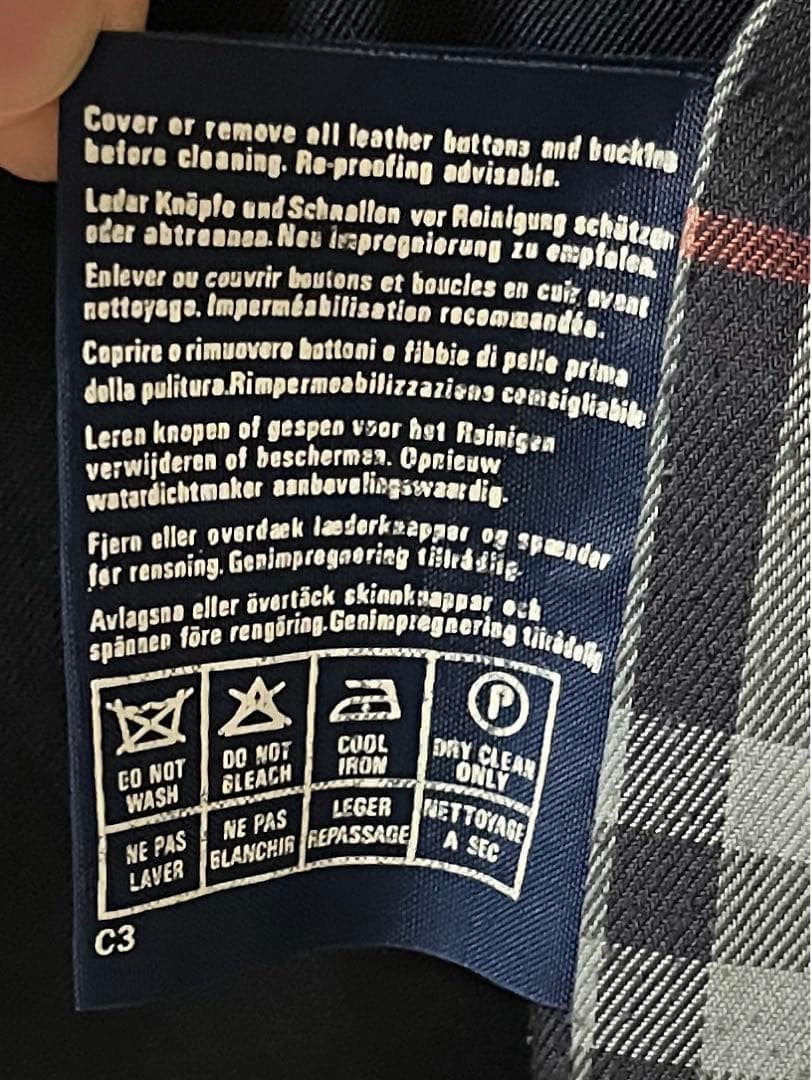 Cover or remove all leather buttons and buckles
before cleaning. Re-proofing advisable.
Leder Knöpfe und Schnallen vor Reinigung schützen
oder abtrennen. Neu Impregnierung zu empfelen.
Enlever ou couvrir boutons et boucles en cuir avant
nettoyage. Imperméabilisation recommandée.
Coprire o rimuovere bottoni e fibbie di pelle prima
della pulitura. Rimpermeabilizzazione consigliabile
Leren knopen of gespen voor het Reinigen
verwijderen of beschermen. Opnieuw
watardichtmaker aanbevelingswaardig.
Fjern eller overdæk læderknapper og spænder
før rensning. Genimpregnering tilrådlig.
Avlagsna eller övertäck skinnknappar och
spännen före rengöring. Genimpregnering tillrådelig
P
DO NOT
WASH
DO NOT
BLEACH
COOL
IRON
DRY CLEAN
ONLY
NE PAS
LAVER
NE PAS
BLANCHIR
LEGER
REPASSAGE
NETTOYAGE
A SEC
C3